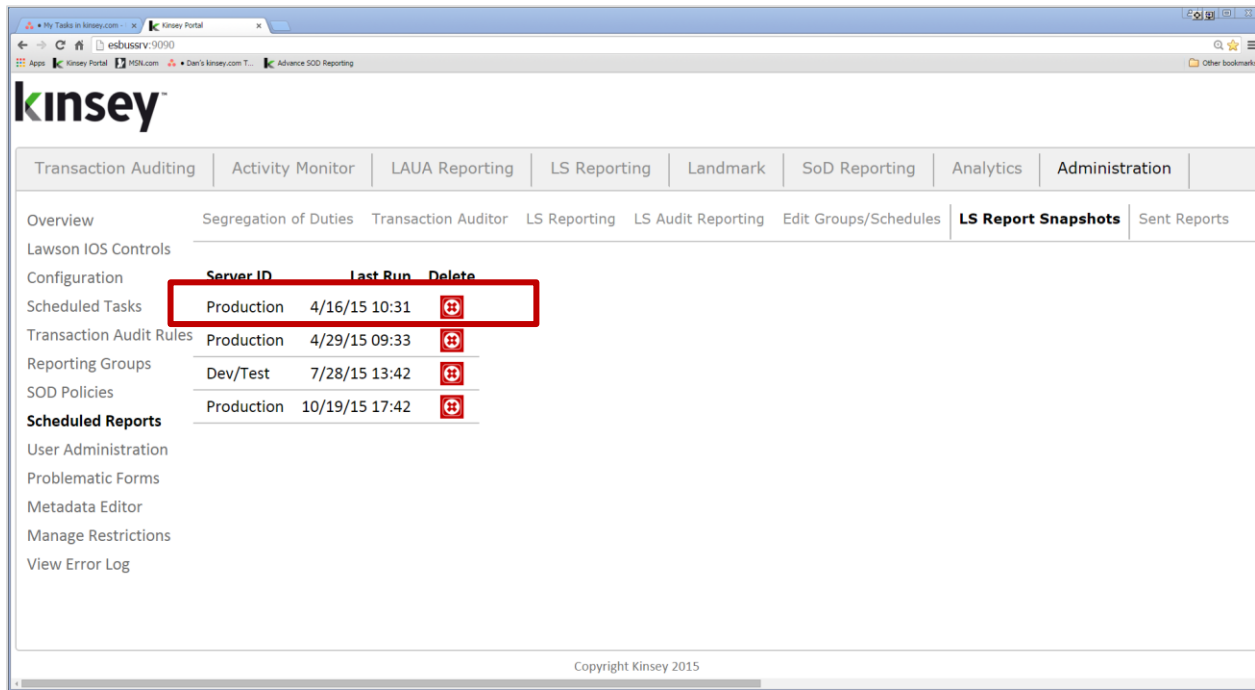 • My Tasks in kinsey.com -
Kinsey Portal
esbussrv:9090
Apps Kinsey Portal MSN.com • Dan's kinsey.com T... Advance SOD Reporting Other bookmarks
kinsey™
Transaction Auditing Activity Monitor LAUA Reporting LS Reporting Landmark SoD Reporting Analytics Administration
Segregation of Duties Transaction Auditor LS Reporting LS Audit Reporting Edit Groups/Schedules LS Report Snapshots Sent Reports
Overview
Lawson IOS Controls
Configuration
Scheduled Tasks
Transaction Audit Rules
Reporting Groups
SOD Policies
Scheduled Reports
User Administration
Problematic Forms
Metadata Editor
Manage Restrictions
View Error Log
Server ID Last Run Delete
Production 4/16/15 10:31
Production 4/29/15 09:33
Dev/Test 7/28/15 13:42
Production 10/19/15 17:42
Copyright Kinsey 2015